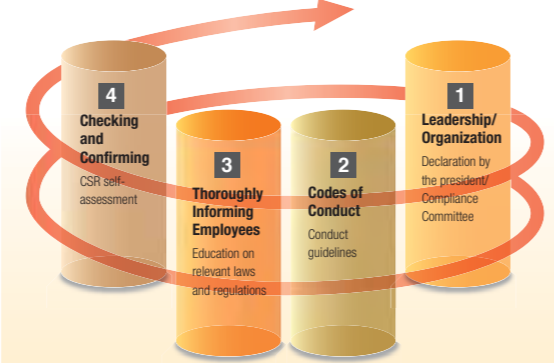 1
Leadership/
Organization
Declaration by
the president/
Compliance
Committee
2
Codes of
Conduct
Conduct
guidelines
3
Thoroughly
Informing
Employees
Education on
relevant laws
and regulations
4
Checking
and
Confirming
CSR self-
assessment